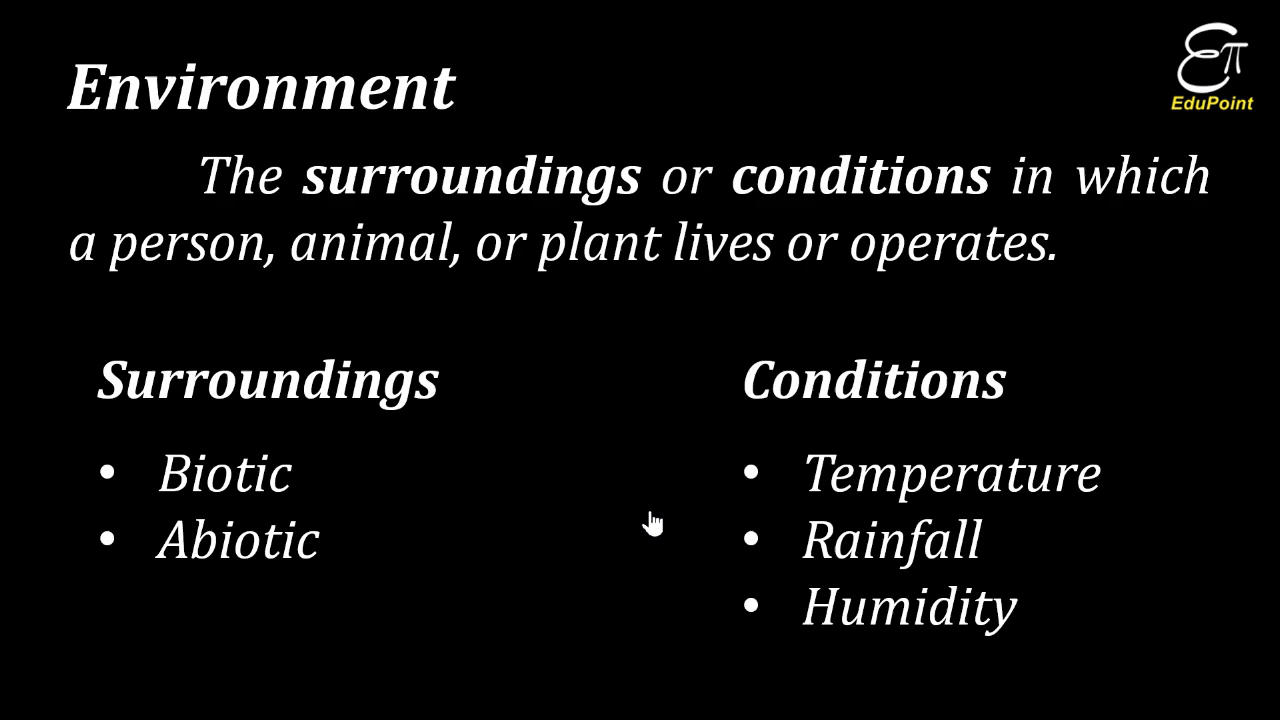 Environment
The surroundings or conditions in which
a person, animal, or plant lives or operates.
Surroundings
• Biotic
• Abiotic
Conditions
• Temperature
• Rainfall
• Humidity
Eπ
EduPoint